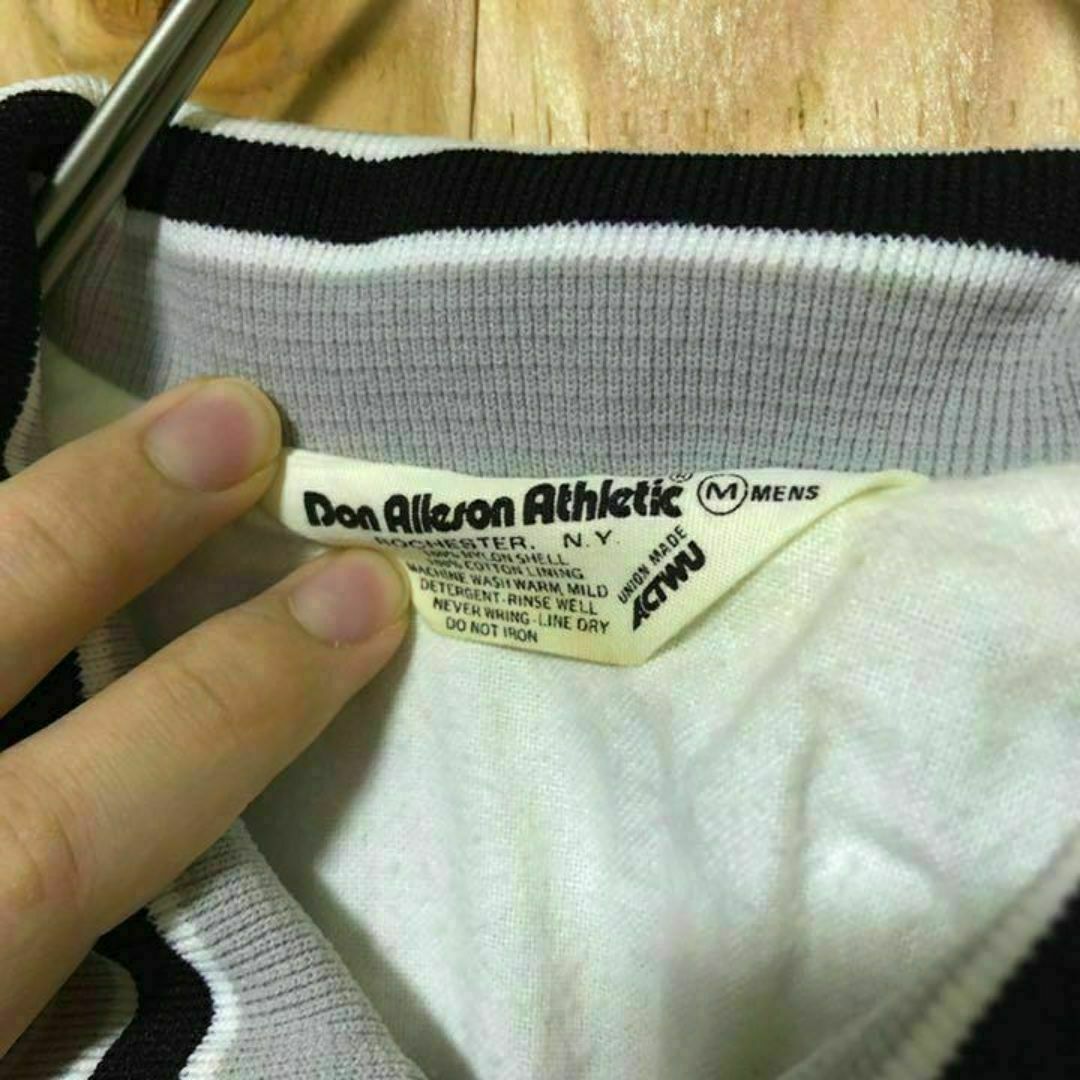 Don Alleson Athletic® M MENS
ROCHESTER, N.Y.
100% NYLON SHELL
100% COTTON LINING
MACHINE WASH WARM, MILD
DETERGENT-RINSE WELL
NEVER WRING-LINE DRY
DO NOT IRON
UNION MADE
ACTWU